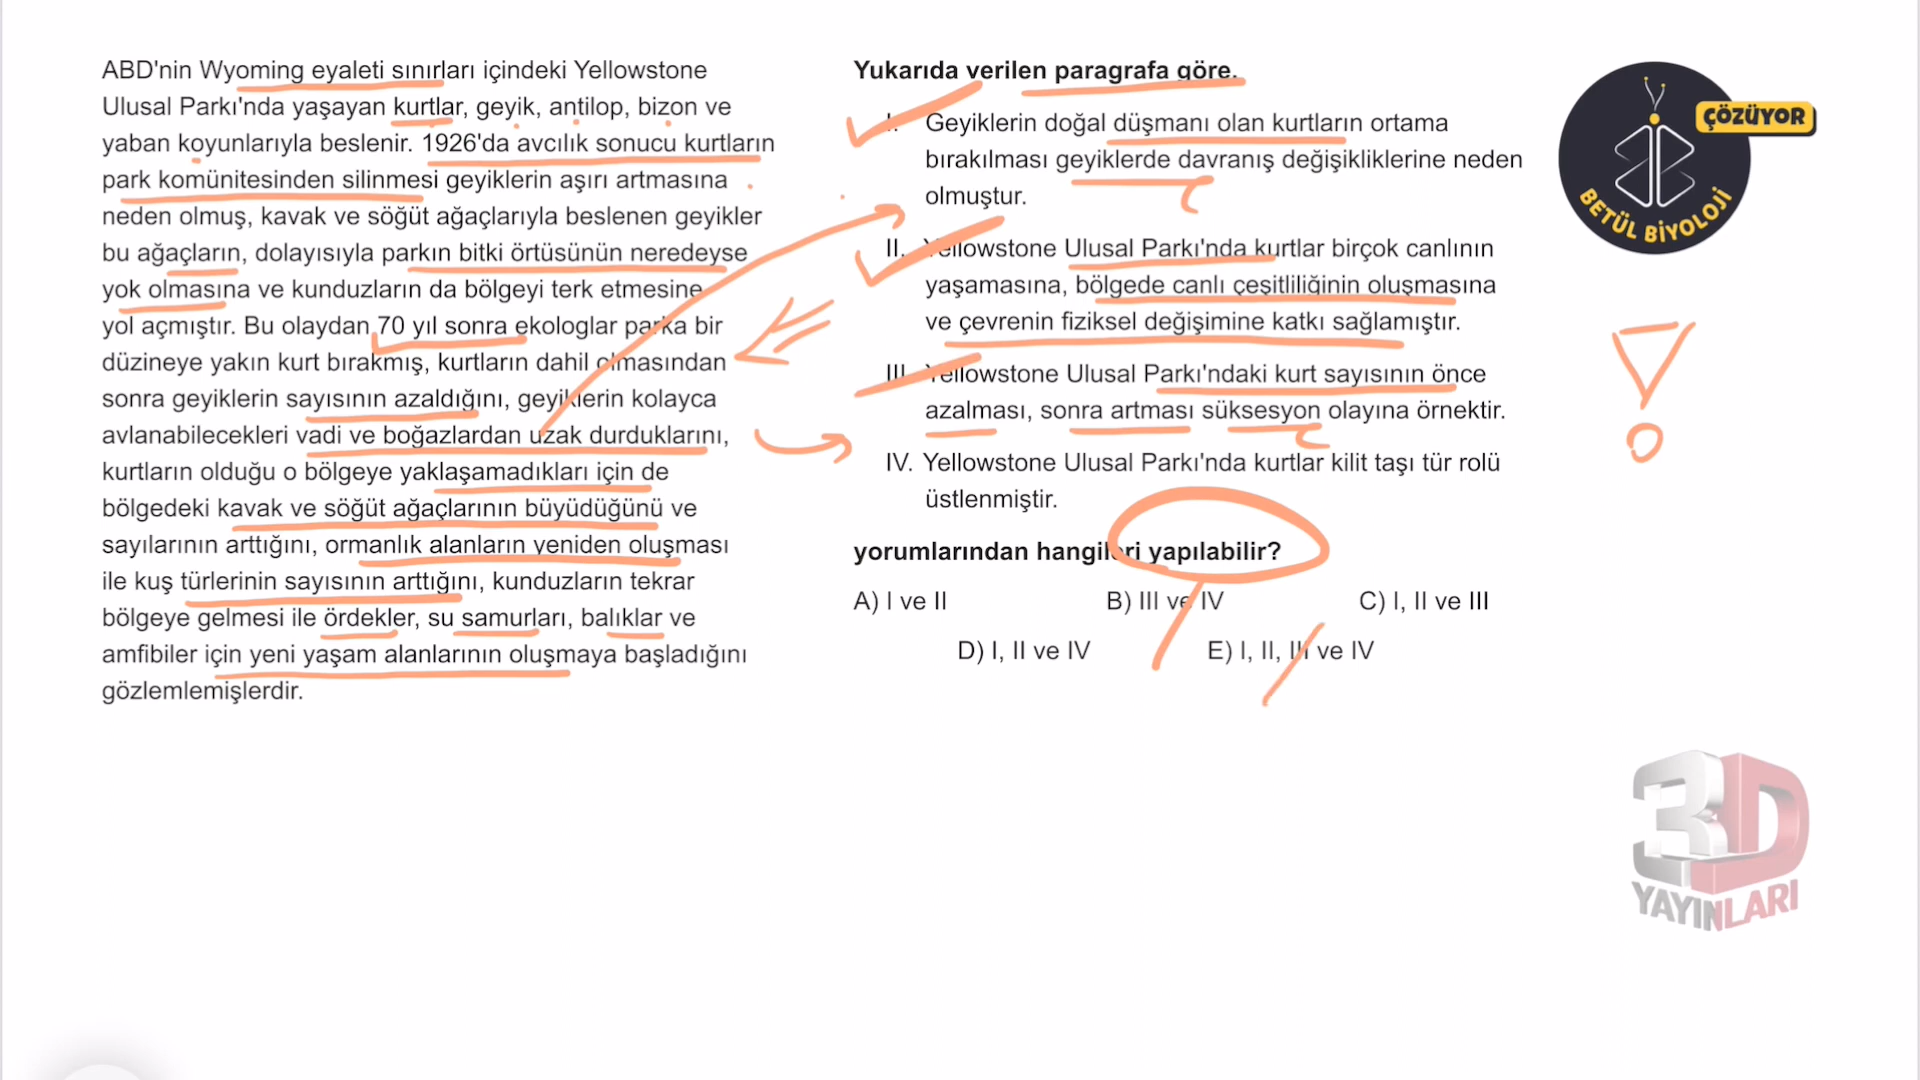 ABD'nin Wyoming eyaleti sınırları içindeki Yellowstone
Ulusal Parkı'nda yaşayan kurtlar, geyik, antilop, bizon ve
yaban koyunlarıyla beslenir. 1926'da avcılık sonucu kurtların
park komünitesinden silinmesi geyiklerin aşırı artmasına
neden olmuş, kavak ve söğüt ağaçlarıyla beslenen geyikler
bu ağaçların, dolayısıyla parkın bitki örtüsünün neredeyse
yok olmasına ve kunduzların da bölgeyi terk etmesine
yol açmıştır. Bu olaydan 70 yıl sonra ekologlar parka bir
düzineye yakın kurt bırakmış, kurtların dahil olmasından
sonra geyiklerin sayısının azaldığını, geyiklerin kolayca
avlanabilecekleri vadi ve boğazlardan uzak durduklarını,
kurtların olduğu o bölgeye yaklaşamadıkları için de
bölgedeki kavak ve söğüt ağaçlarının büyüdüğünü ve
sayılarının arttığını, ormanlık alanların yeniden oluşması
ile kuş türlerinin sayısının arttığını, kunduzların tekrar
bölgeye gelmesi ile ördekler, su samurları, balıklar ve
amfibiler için yeni yaşam alanlarının oluşmaya başladığını
gözlemlemişlerdir.
Yukarıda verilen paragrafa göre,
I. Geyiklerin doğal düşmanı olan kurtların ortama
bırakılması geyiklerde davranış değişikliklerine neden
olmuştur.
II. Yellowstone Ulusal Parkı'nda kurtlar birçok canlının
yaşamasına, bölgede canlı çeşitliliğinin oluşmasına
ve çevrenin fiziksel değişimine katkı sağlamıştır.
III. Yellowstone Ulusal Parkı'ndaki kurt sayısının önce
azalması, sonra artması süksesyon olayına örnektir.
IV. Yellowstone Ulusal Parkı'nda kurtlar kilit taşı tür rolü
üstlenmiştir.
yorumlarından hangileri yapılabilir?
A) I ve II B) III ve IV C) I, II ve III
D) I, II ve IV E) I, II, III ve IV
ÇÖZÜYOR
BETÜL BİYOLOJİ
3D
YAYINLARI